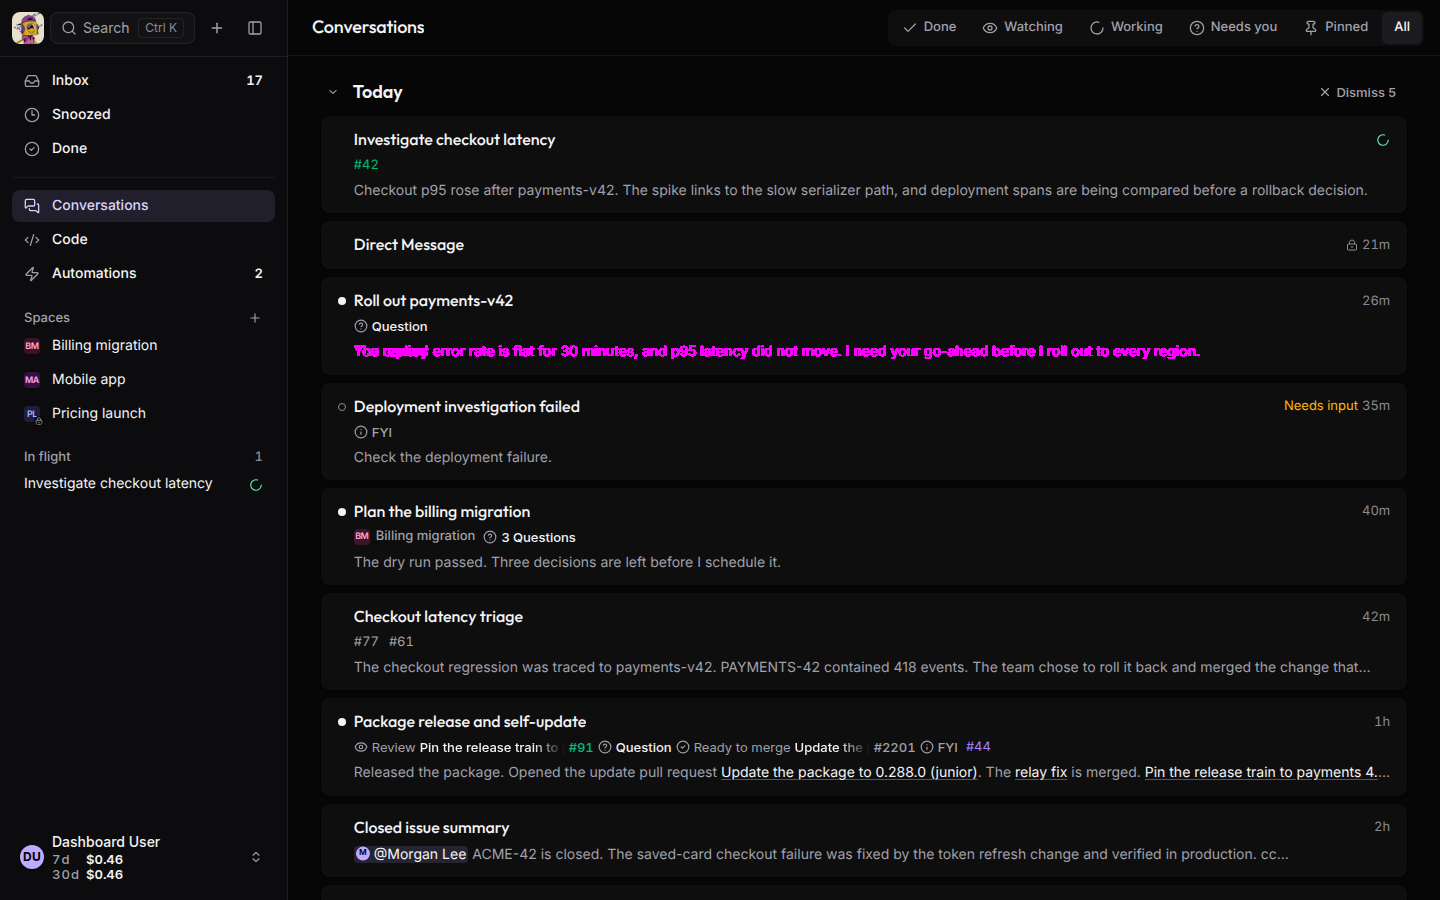 Search Ctrl K
Inbox 17
Snoozed
Done
Conversations
Code
Automations 2
Spaces
BM Billing migration
MA Mobile app
PL Pricing launch
In flight 1
Investigate checkout latency
DU Dashboard User
7d $0.46
30d $0.46
Conversations
Done Watching Working Needs you Pinned All
Today Dismiss 5
Investigate checkout latency
#42
Checkout p95 rose after payments-v42. The spike links to the slow serializer path, and deployment spans are being compared before a rollback decision.
Direct Message 21m
Roll out payments-v42 26m
Question
error rate is flat for 30 minutes, and p95 latency did not move. I need your go-ahead before I roll out to every region.
Deployment investigation failed Needs input 35m
FYI
Check the deployment failure.
Plan the billing migration 40m
BM Billing migration 3 Questions
The dry run passed. Three decisions are left before I schedule it.
Checkout latency triage 42m
#77 #61
The checkout regression was traced to payments-v42. PAYMENTS-42 contained 418 events. The team chose to roll it back and merged the change that...
Package release and self-update 1h
Review Pin the release train to #91 Question Ready to merge Update the #2201 FYI #44
Released the package. Opened the update pull request Update the package to 0.288.0 (junior). The relay fix is merged. Pin the release train to payments 4....
Closed issue summary 2h
M @Morgan Lee ACME-42 is closed. The saved-card checkout failure was fixed by the token refresh change and verified in production. cc...